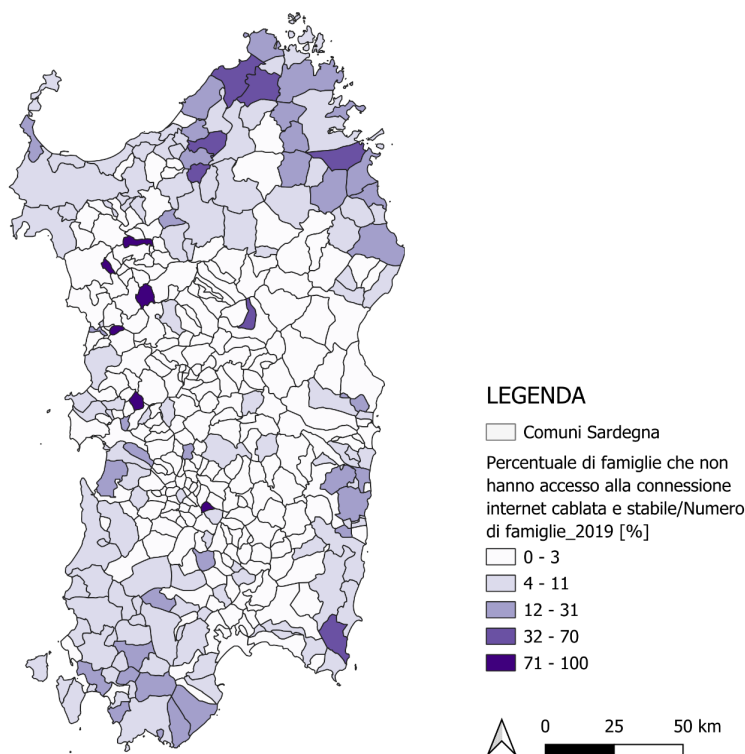 LEGENDA
Comuni Sardegna
Percentuale di famiglie che non
hanno accesso alla connessione
internet cablata e stabile/Numero
di famiglie_2019 [%]
0 - 3
4 - 11
12 - 31
32 - 70
71 - 100
0 25 50 km